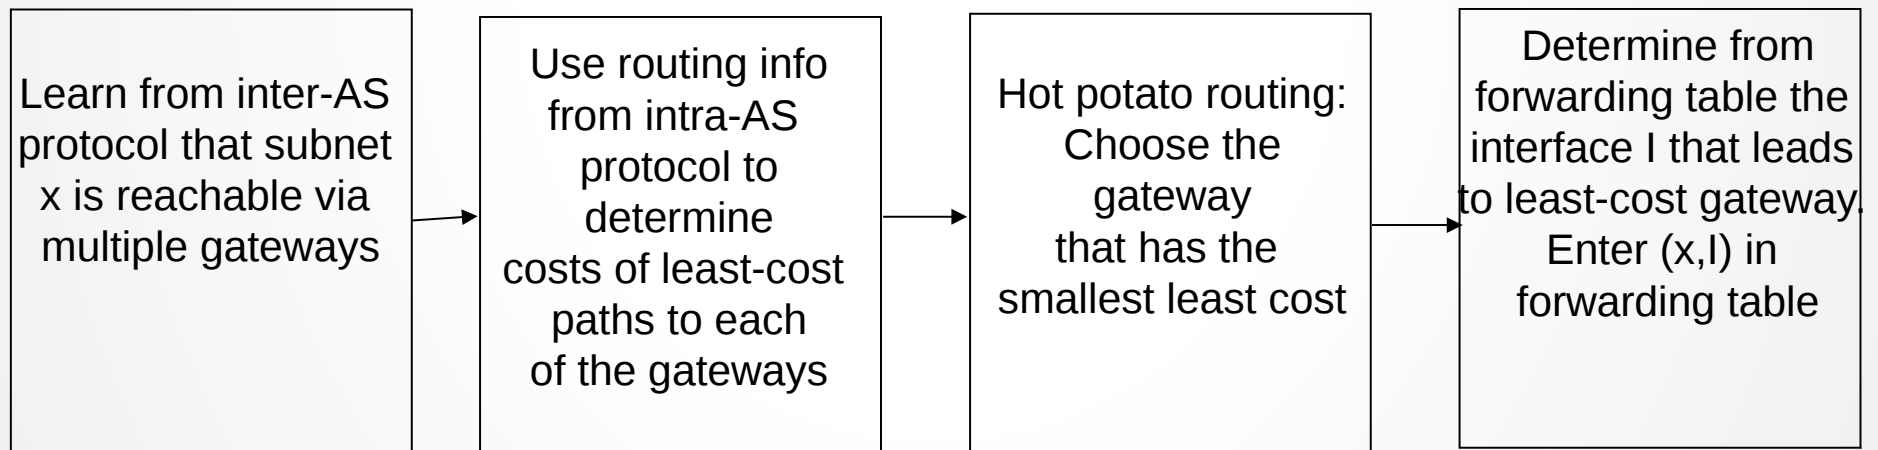 Learn from inter-AS
protocol that subnet
x is reachable via
multiple gateways
Use routing info
from intra-AS
protocol to
determine
costs of least-cost
paths to each
of the gateways
Hot potato routing:
Choose the
gateway
that has the
smallest least cost
Determine from
forwarding table the
interface I that leads
to least-cost gateway.
Enter (x,I) in
forwarding table